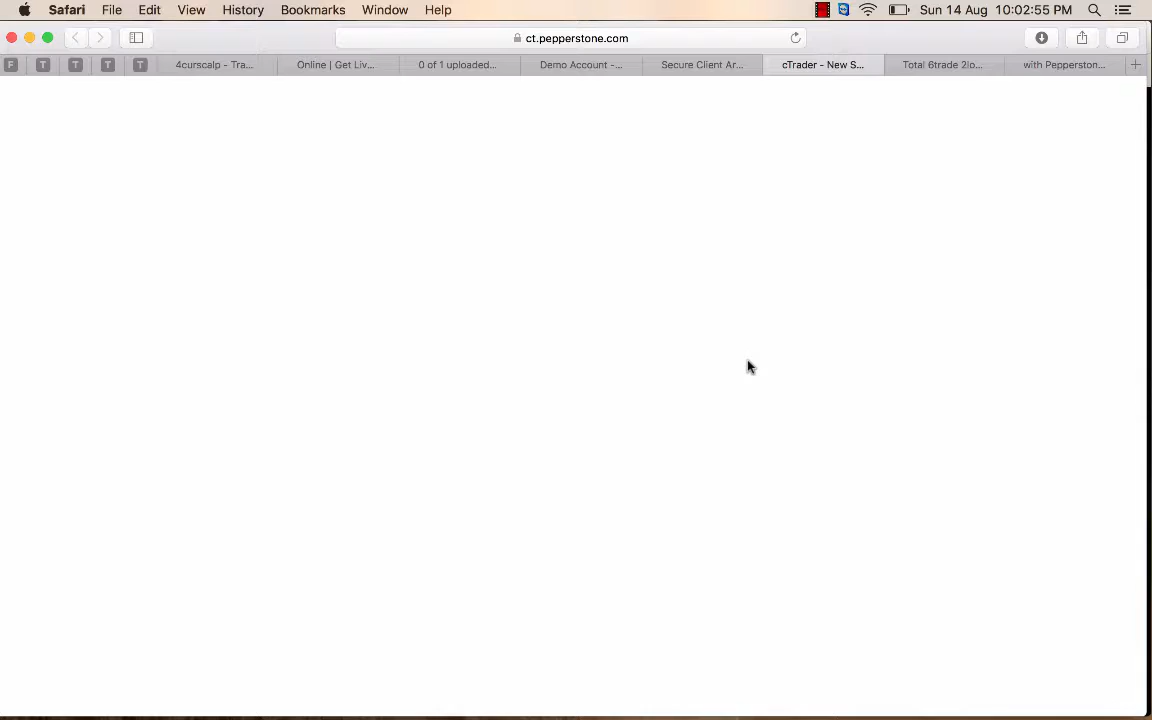 Safari File Edit View History Bookmarks Window Help Sun 14 Aug 10:02:55 PM
ct.pepperstone.com
F T T T T 4curscalp - Tra... Online | Get Liv... 0 of 1 uploaded... Demo Account -... Secure Client Ar... cTrader - New S... Total 6trade 2lo... with Pepperston...